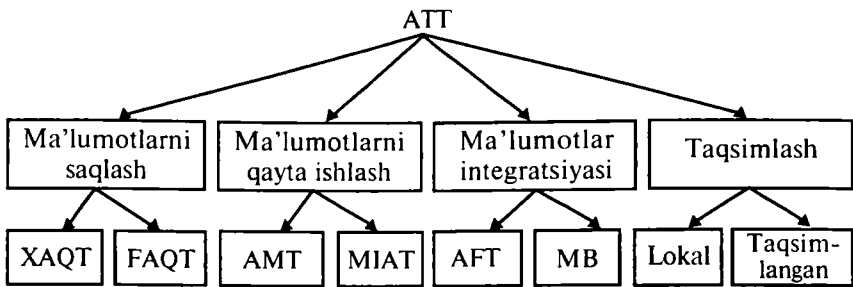 ATT
Ma’lumotlarni
saqlash
Ma’lumotlarni
qayta ishlash
Ma’lumotlar
integratsiyasi
Taqsimlash
XAQT
FAQT
AMT
MIAT
AFT
MB
Lokal
Taqsim-
langan